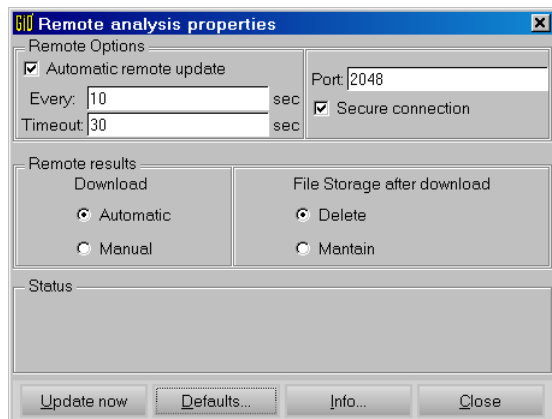 GiD Remote analysis properties
Remote Options
Automatic remote update
Every: 10 sec
Timeout: 30 sec
Port: 2048
Secure connection
Remote results
Download
Automatic
Manual
File Storage after download
Delete
Mantain
Status
Update now Defaults... Info... Close